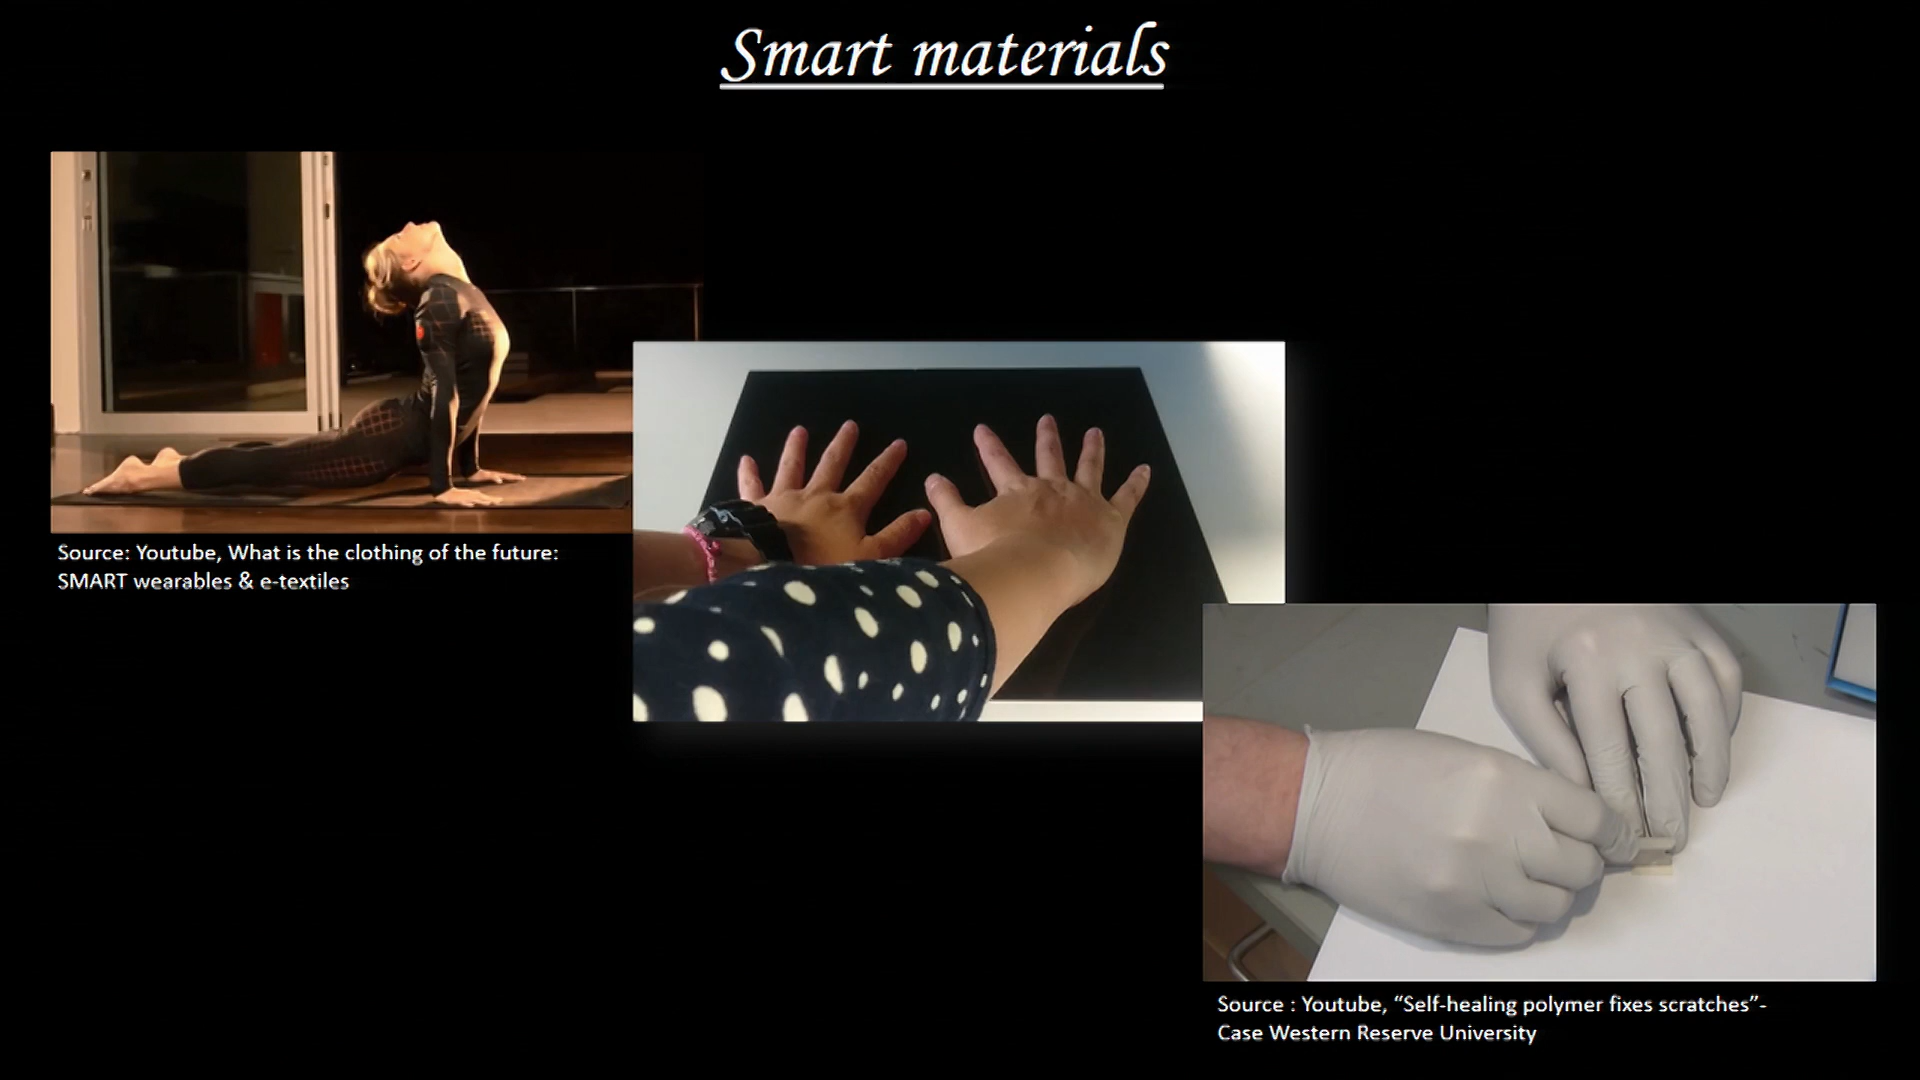 Smart materials
Source: Youtube, What is the clothing of the future:
SMART wearables & e-textiles
Source : Youtube, “Self-healing polymer fixes scratches”-
Case Western Reserve University